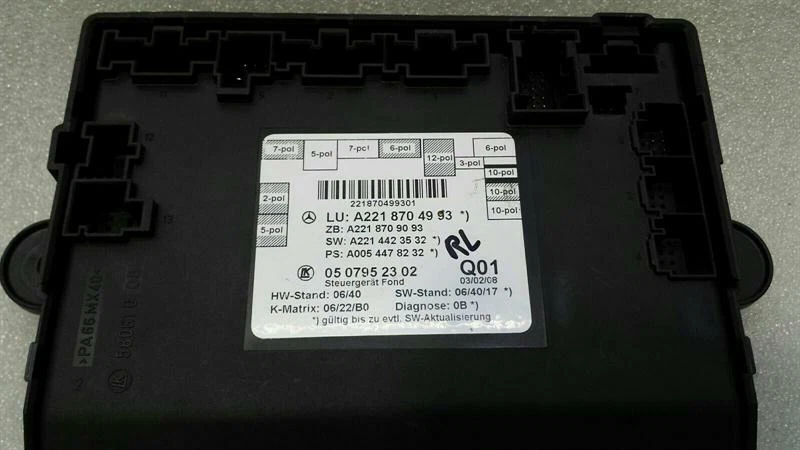 7-pol 5-pol 7-pol 6-pol 12-pol 3-pol 6-pol
10-pol
2-pol 10-pol
5-pol 10-pol
221870499301
LU: A221 870 49 93 *)
ZB: A221 870 90 93
SW: A221 442 35 32 *)
PS: A005 447 82 32 *)
RL
LK 05 0795 23 02 Q01
Steuergerät Fond 03/02/08
HW-Stand: 06/40 SW-Stand: 06/40/17 *)
K-Matrix: 06/22/B0 Diagnose: 0B *)
*) gültig bis zu evtl. SW-Aktualisierung
12
13
>PA66 MX40<
LK